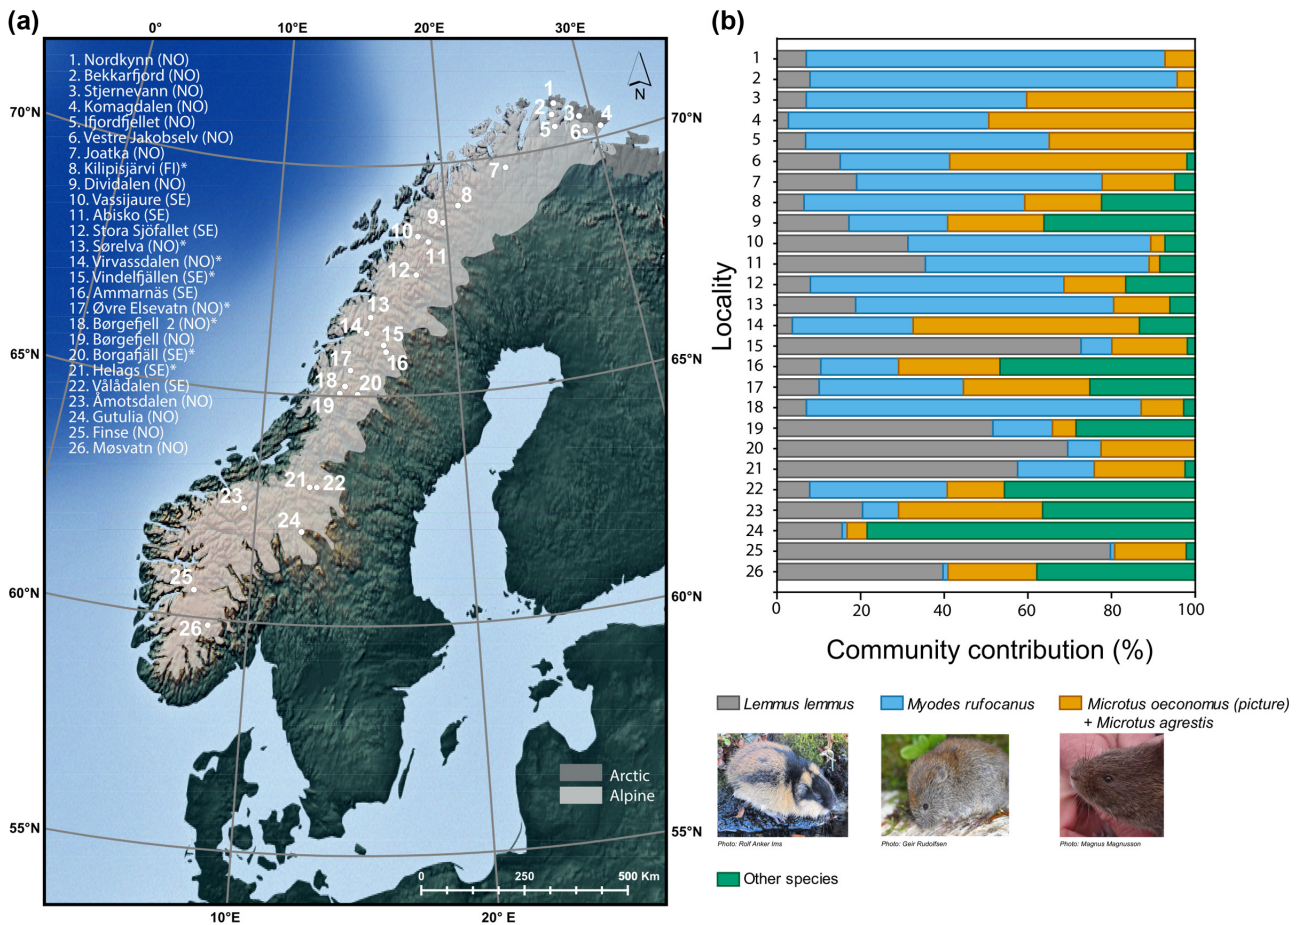 (a)
0°
10°E
20°E
30°E
1. Nordkynn (NO)
2. Bekkarfjord (NO)
3. Stjernevann (NO)
4. Komagdalen (NO)
5. Ifjordfjellet (NO)
6. Vestre Jakobselv (NO)
7. Joatka (NO)
8. Kilipisjärvi (FI)*
9. Dividalen (NO)
10. Vassijaure (SE)
11. Abisko (SE)
12. Stora Sjöfallet (SE)
13. Sørelva (NO)*
14. Virvassdalen (NO)*
15. Vindelfjällen (SE)*
16. Ammarnäs (SE)
17. Øvre Elsevatn (NO)*
18. Børgefjell 2 (NO)*
19. Børgefjell (NO)
20. Borgafjäll (SE)*
21. Helags (SE)*
22. Vålådalen (SE)
23. Åmotsdalen (NO)
24. Gutulia (NO)
25. Finse (NO)
26. Møsvatn (NO)
N
70°N
70°N
65°N
65°N
60°N
60°N
55°N
55°N
1
2
3
4
5
6
7
8
9
10
11
12
13
14
15
16
17
18
19
20
21
22
23
24
25
26
Arctic
Alpine
0
250
500 Km
10°E
20° E
(b)
Locality
1
2
3
4
5
6
7
8
9
10
11
12
13
14
15
16
17
18
19
20
21
22
23
24
25
26
0
20
40
60
80
100
Community contribution (%)
Lemmus lemmus
Myodes rufocanus
Microtus oeconomus (picture)
+ Microtus agrestis
Photo: Rolf Anker Ims
Photo: Geir Rudolfsen
Photo: Magnus Magnusson
Other species